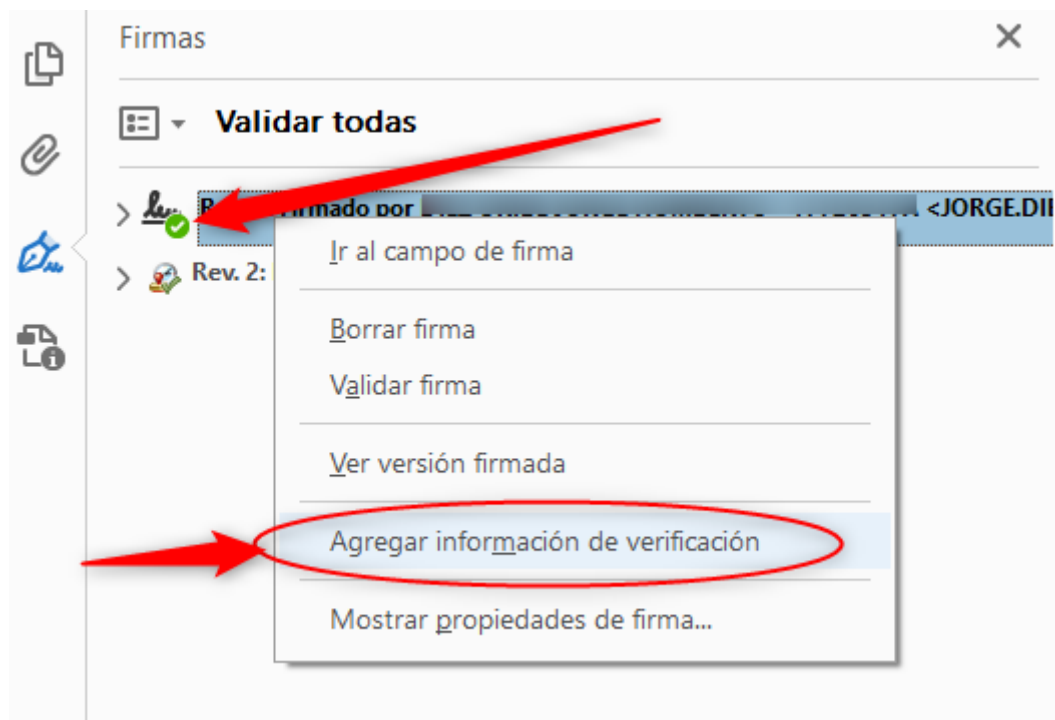 Firmas
Validar todas
Firmado por <JORGE.DI
Rev. 2:
Ir al campo de firma
Borrar firma
Validar firma
Ver versión firmada
Agregar información de verificación
Mostrar propiedades de firma...